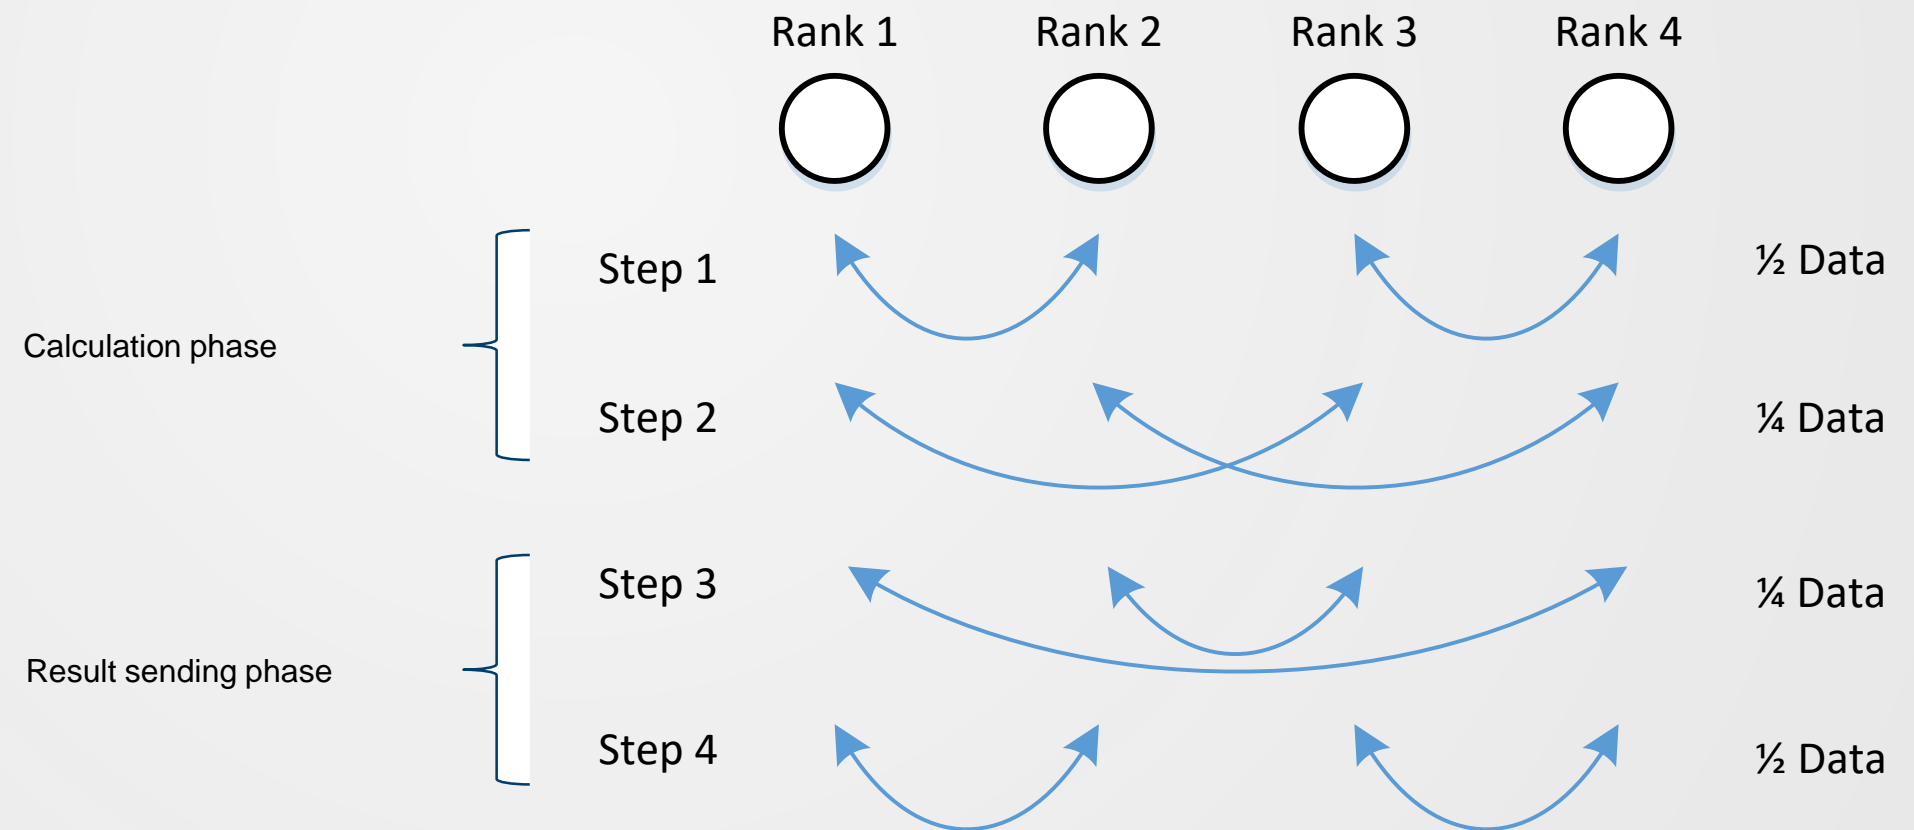 Rank 1 Rank 2 Rank 3 Rank 4
Step 1 ½ Data
Calculation phase
Step 2 ¼ Data
Step 3 ¼ Data
Result sending phase
Step 4 ½ Data